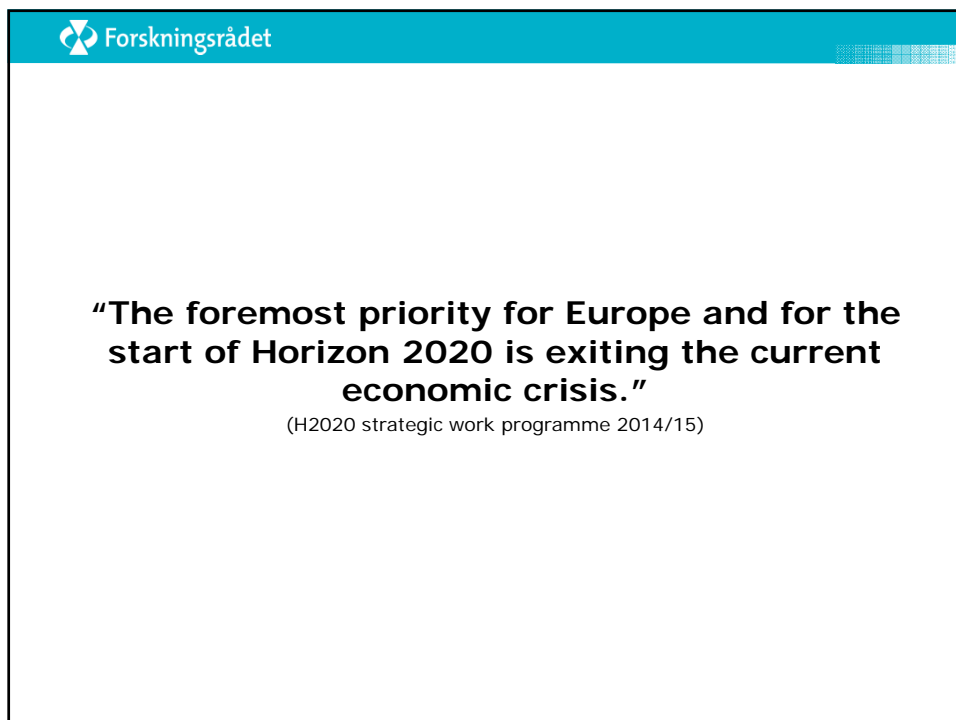 Forskningsrådet
“The foremost priority for Europe and for the
start of Horizon 2020 is exiting the current
economic crisis.”
(H2020 strategic work programme 2014/15)